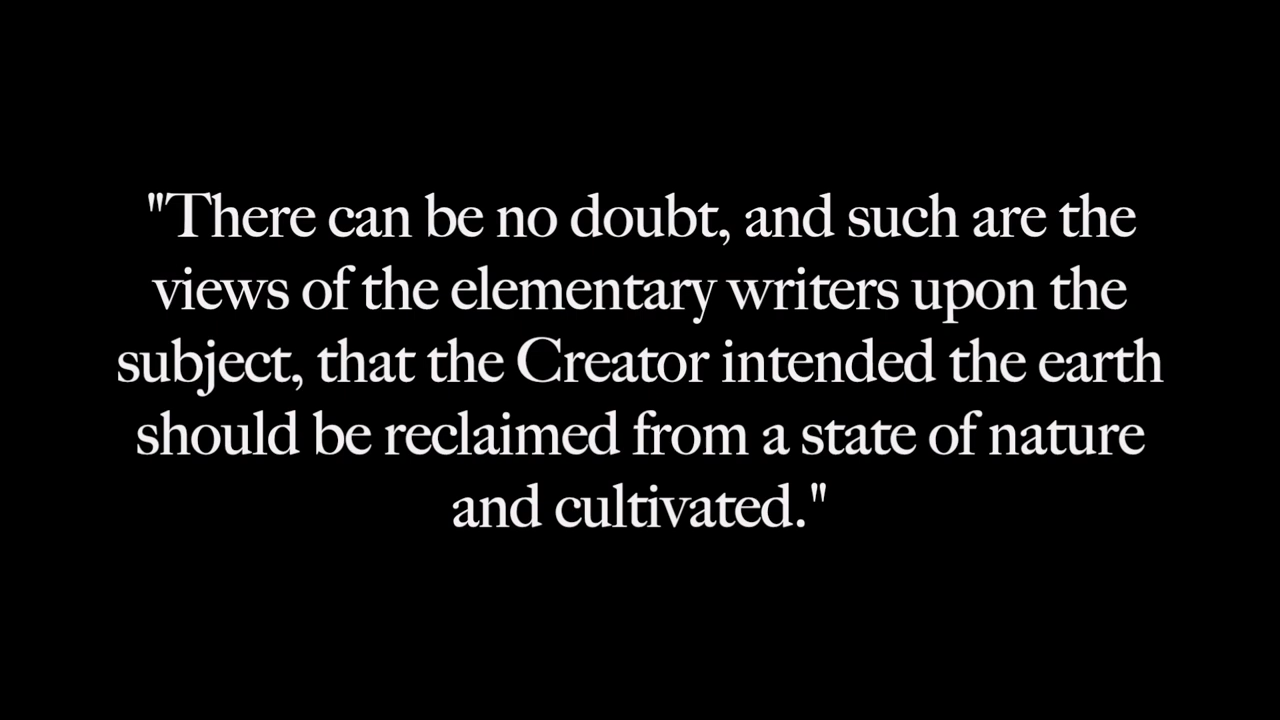 "There can be no doubt, and such are the
views of the elementary writers upon the
subject, that the Creator intended the earth
should be reclaimed from a state of nature
and cultivated."